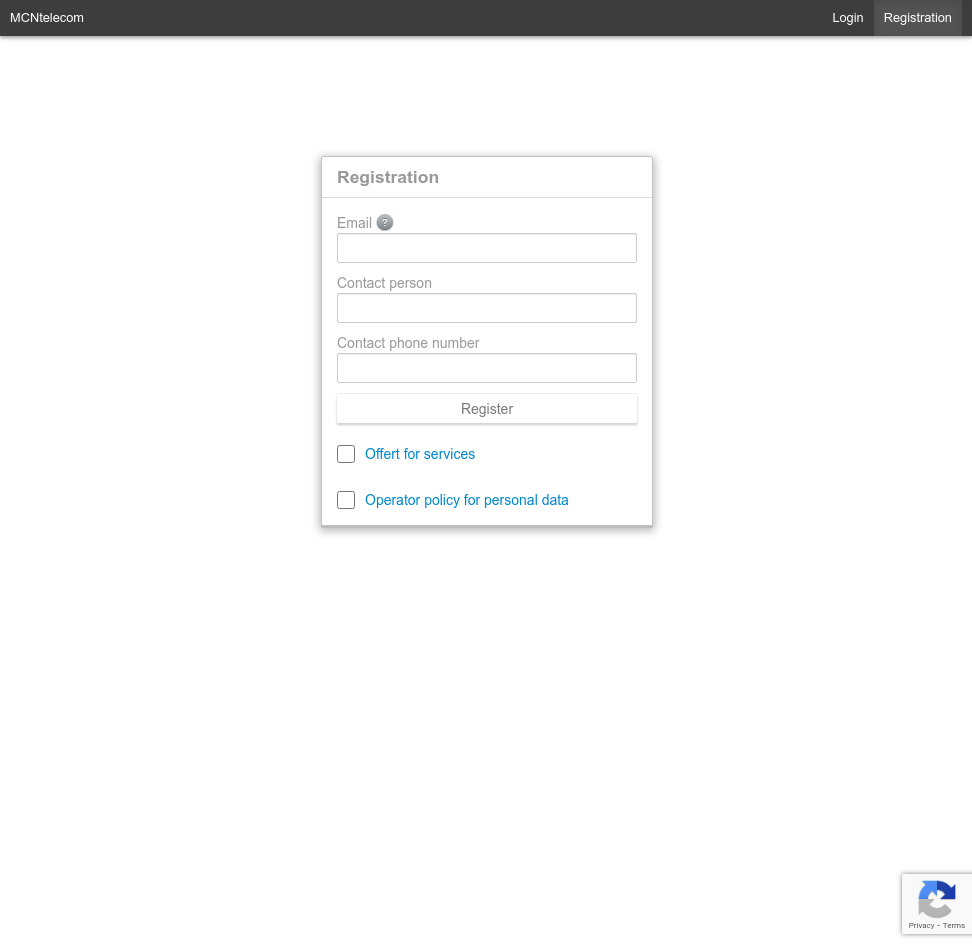 MCNtelecom Login Registration
Registration
Email ?
Contact person
Contact phone number
Register
Offert for services
Operator policy for personal data
Privacy - Terms